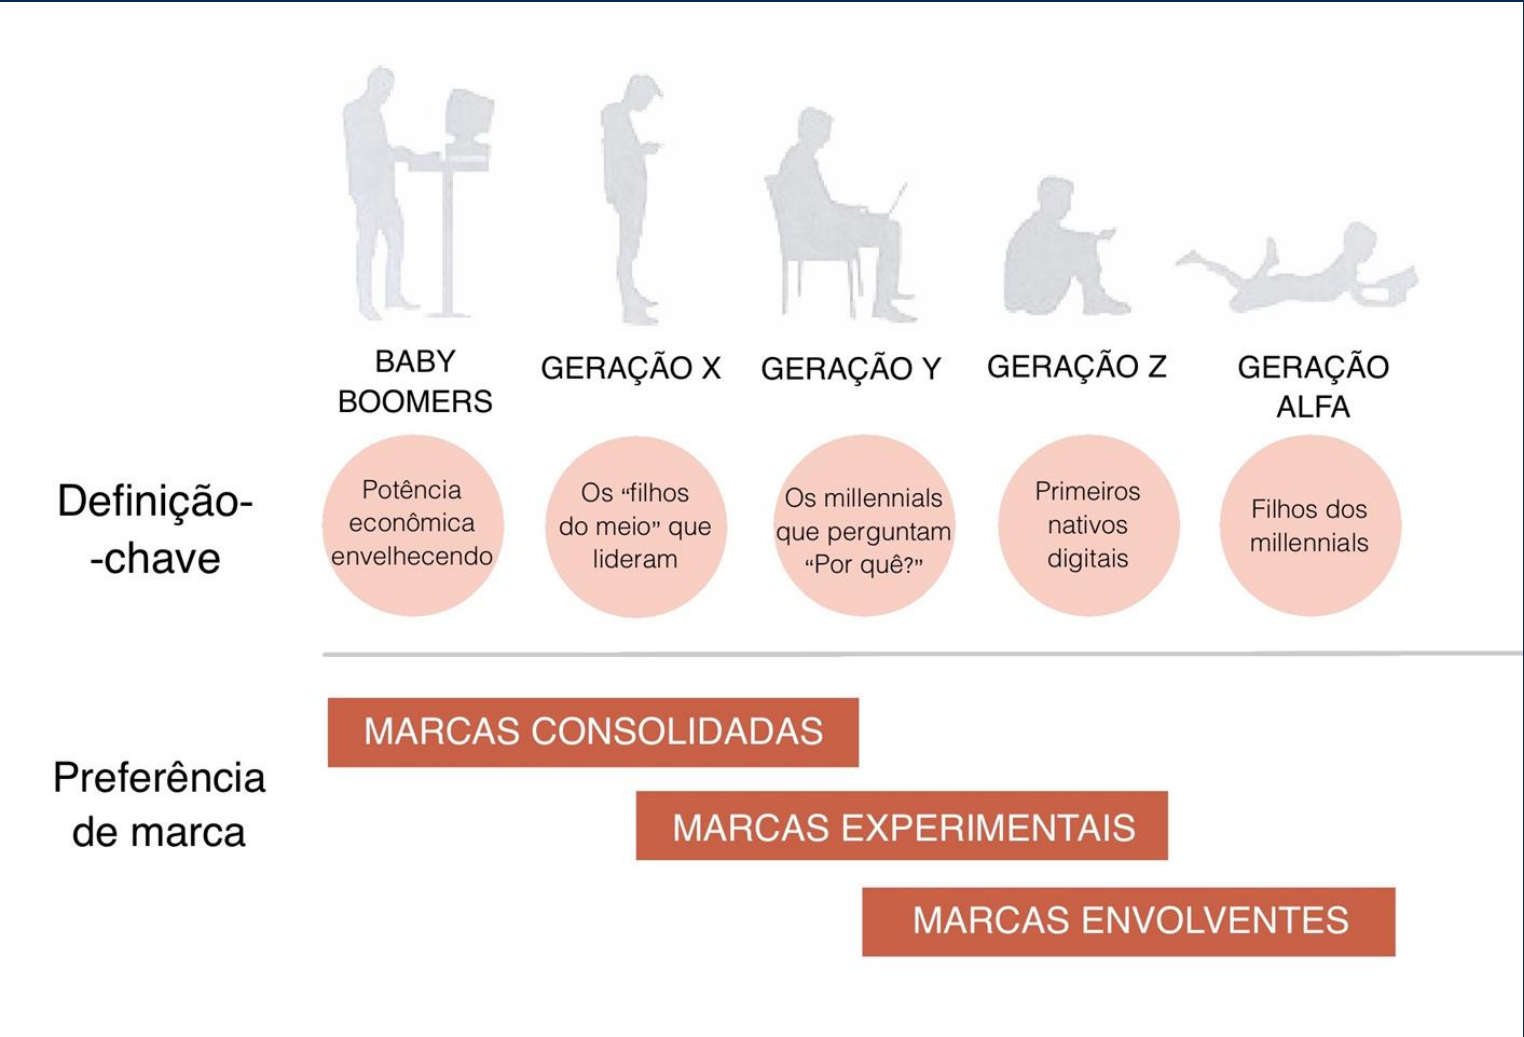 BABY
BOOMERS
GERAÇÃO X
GERAÇÃO Y
GERAÇÃO Z
GERAÇÃO
ALFA
Definição-
-chave
Potência
econômica
envelhecendo
Os “filhos
do meio” que
lideram
Os millennials
que perguntam
“Por quê?”
Primeiros
nativos
digitais
Filhos dos
millennials
Preferência
de marca
MARCAS CONSOLIDADAS
MARCAS EXPERIMENTAIS
MARCAS ENVOLVENTES